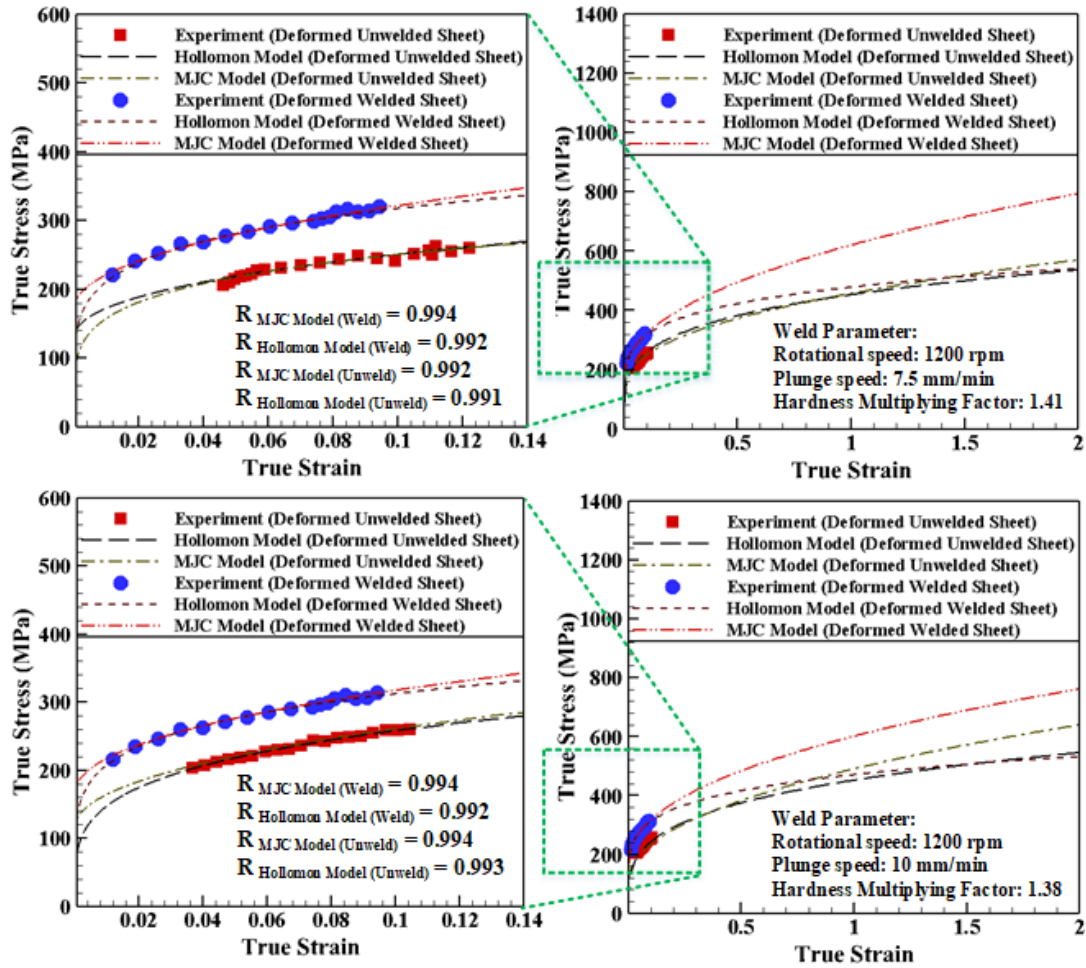 600
500
400
300
200
100
0
True Stress (MPa)
Experiment (Deformed Unwelded Sheet)
Hollomon Model (Deformed Unwelded Sheet)
MJC Model (Deformed Unwelded Sheet)
Experiment (Deformed Welded Sheet)
Hollomon Model (Deformed Welded Sheet)
MJC Model (Deformed Welded Sheet)
R MJC Model (Weld) = 0.994
R Hollomon Model (Weld) = 0.992
R MJC Model (Unweld) = 0.992
R Hollomon Model (Unweld) = 0.991
0.02 0.04 0.06 0.08 0.1 0.12 0.14
True Strain
1400
1200
1000
800
600
400
200
0
True Stress (MPa)
Experiment (Deformed Unwelded Sheet)
Hollomon Model (Deformed Unwelded Sheet)
MJC Model (Deformed Unwelded Sheet)
Experiment (Deformed Welded Sheet)
Hollomon Model (Deformed Welded Sheet)
MJC Model (Deformed Welded Sheet)
Weld Parameter:
Rotational speed: 1200 rpm
Plunge speed: 7.5 mm/min
Hardness Multiplying Factor: 1.41
0.5 1 1.5 2
True Strain
600
500
400
300
200
100
0
True Stress (MPa)
Experiment (Deformed Unwelded Sheet)
Hollomon Model (Deformed Unwelded Sheet)
MJC Model (Deformed Unwelded Sheet)
Experiment (Deformed Welded Sheet)
Hollomon Model (Deformed Welded Sheet)
MJC Model (Deformed Welded Sheet)
R MJC Model (Weld) = 0.994
R Hollomon Model (Weld) = 0.992
R MJC Model (Unweld) = 0.994
R Hollomon Model (Unweld) = 0.993
0.02 0.04 0.06 0.08 0.1 0.12 0.14
True Strain
1400
1200
1000
800
600
400
200
0
True Stress (MPa)
Experiment (Deformed Unwelded Sheet)
Hollomon Model (Deformed Unwelded Sheet)
MJC Model (Deformed Unwelded Sheet)
Experiment (Deformed Welded Sheet)
Hollomon Model (Deformed Welded Sheet)
MJC Model (Deformed Welded Sheet)
Weld Parameter:
Rotational speed: 1200 rpm
Plunge speed: 10 mm/min
Hardness Multiplying Factor: 1.38
0.5 1 1.5 2
True Strain